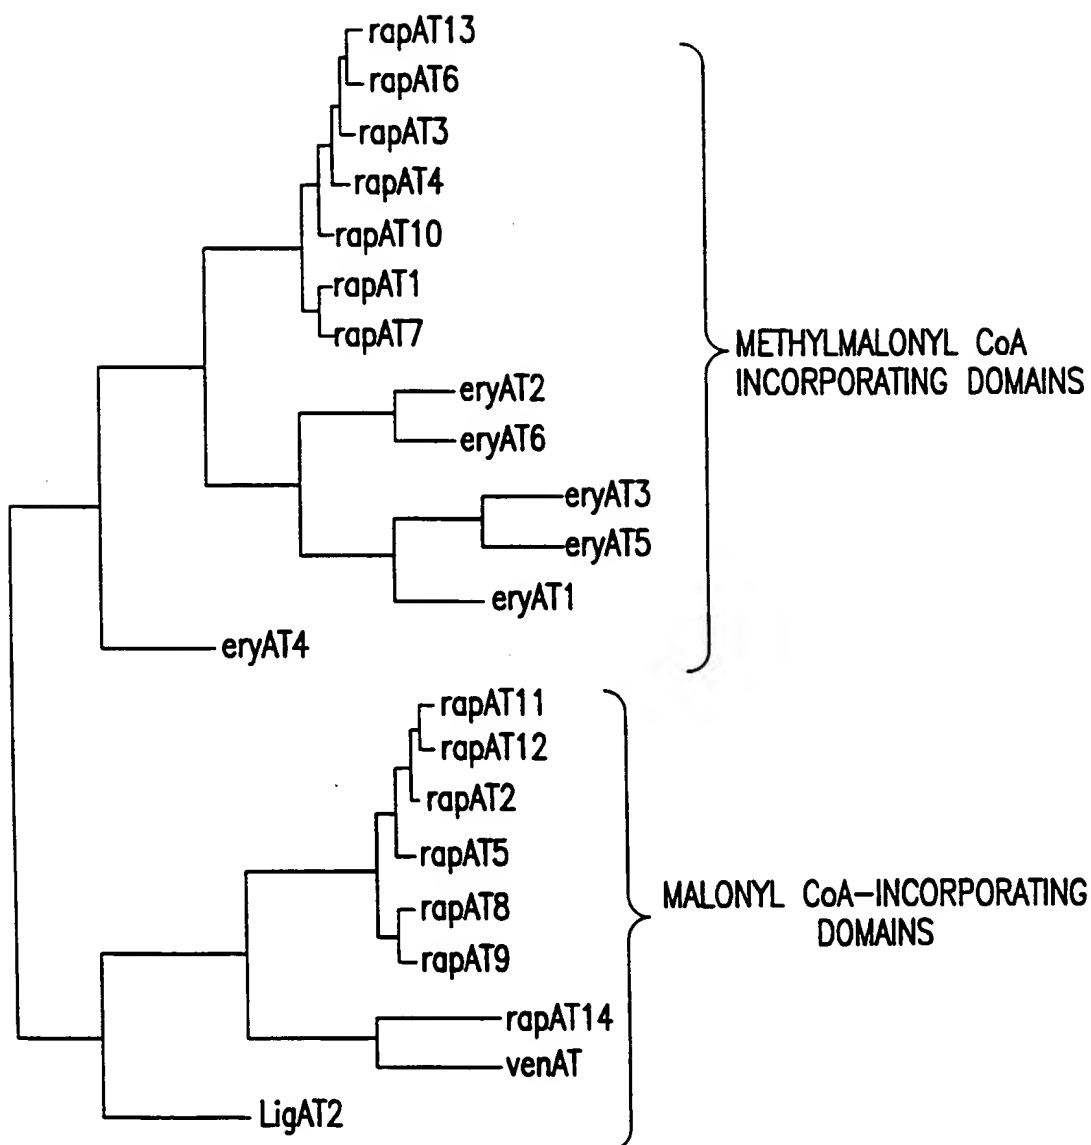 rapAT13
rapAT6
rapAT3
rapAT4
rapAT10
rapAT1
rapAT7
eryAT2
eryAT6
eryAT3
eryAT5
eryAT1
eryAT4
METHYLMALONYL CoA
INCORPORATING DOMAINS
rapAT11
rapAT12
rapAT2
rapAT5
rapAT8
rapAT9
rapAT14
venAT
LigAT2
MALONYL CoA-INCORPORATING
DOMAINS